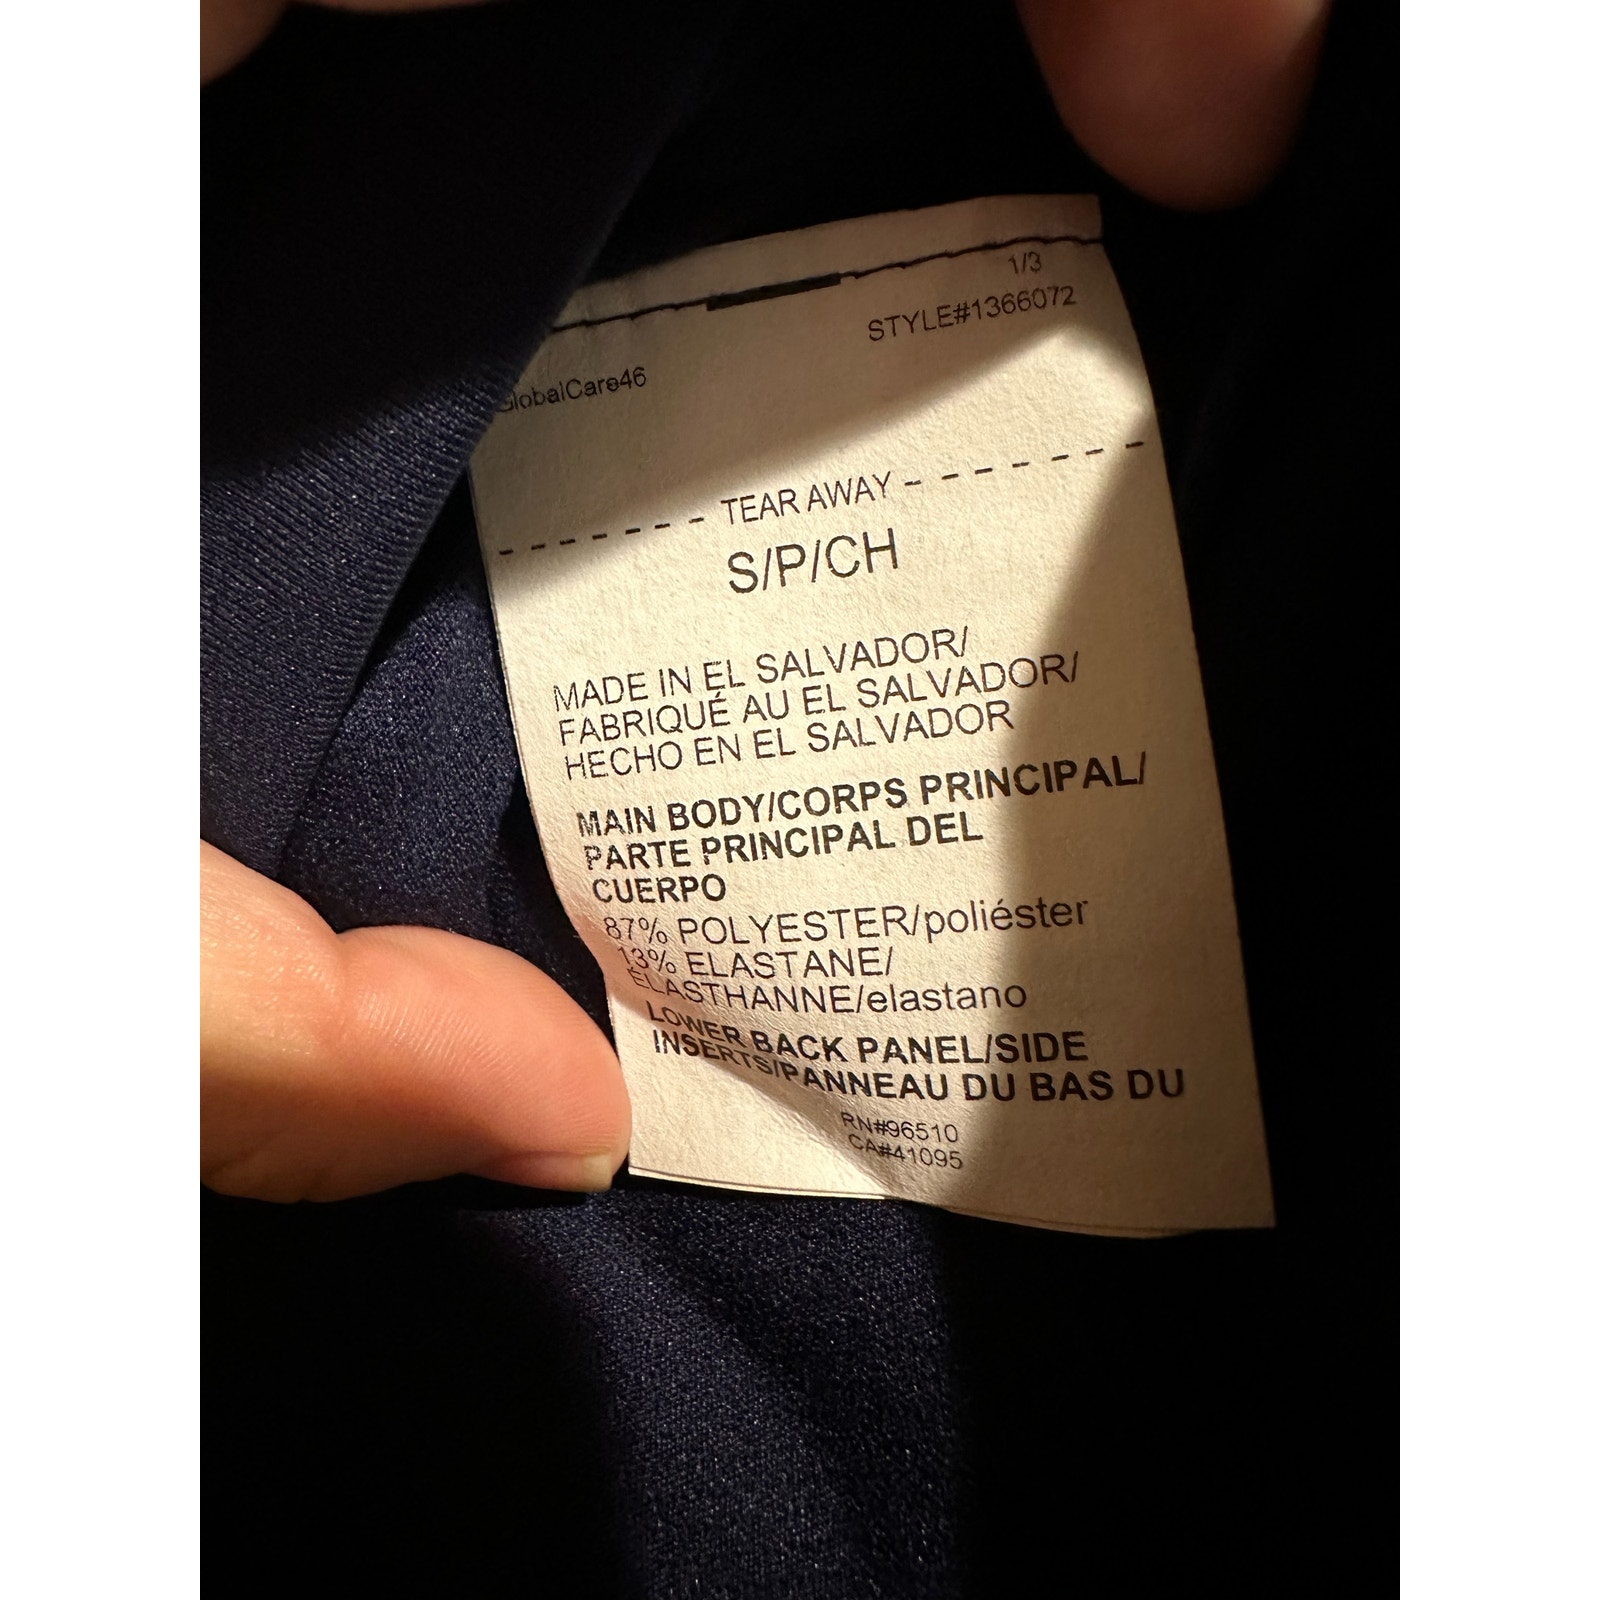 1/3
STYLE#1366072
GlobalCare46
TEAR AWAY
S/P/CH
MADE IN EL SALVADOR/
FABRIQUÉ AU EL SALVADOR/
HECHO EN EL SALVADOR
MAIN BODY/CORPS PRINCIPAL/
PARTE PRINCIPAL DEL
CUERPO
87% POLYESTER/poliéster
13% ELASTANE/
ÉLASTHANNE/elastano
LOWER BACK PANEL/SIDE
INSERTS/PANNEAU DU BAS DU
RN#96510
CA#41095